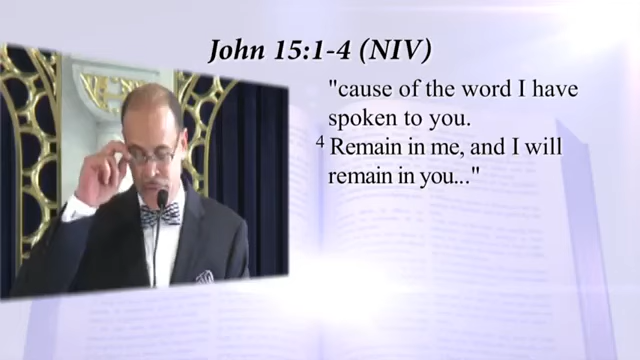 John 15:1-4 (NIV)
"cause of the word I have
spoken to you.
4 Remain in me, and I will
remain in you..."